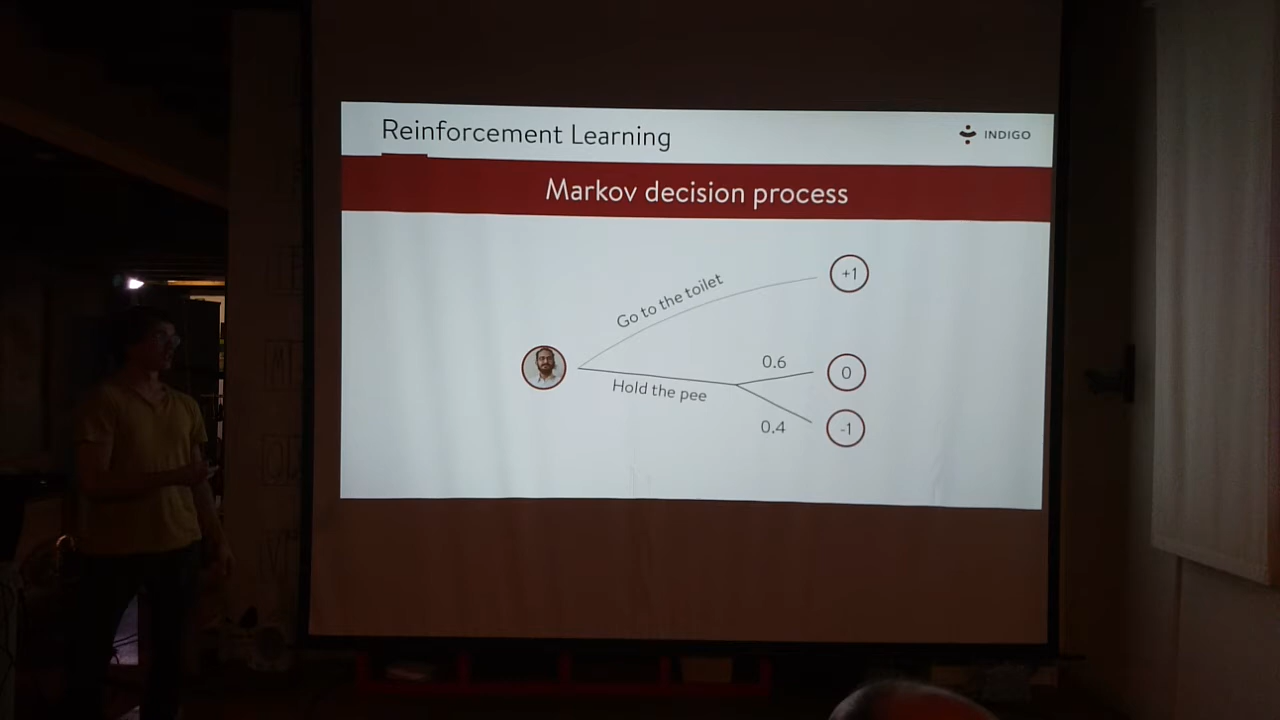 Reinforcement Learning
INDIGO
Markov decision process
Go to the toilet
+1
0.6
0
Hold the pee
0.4
-1